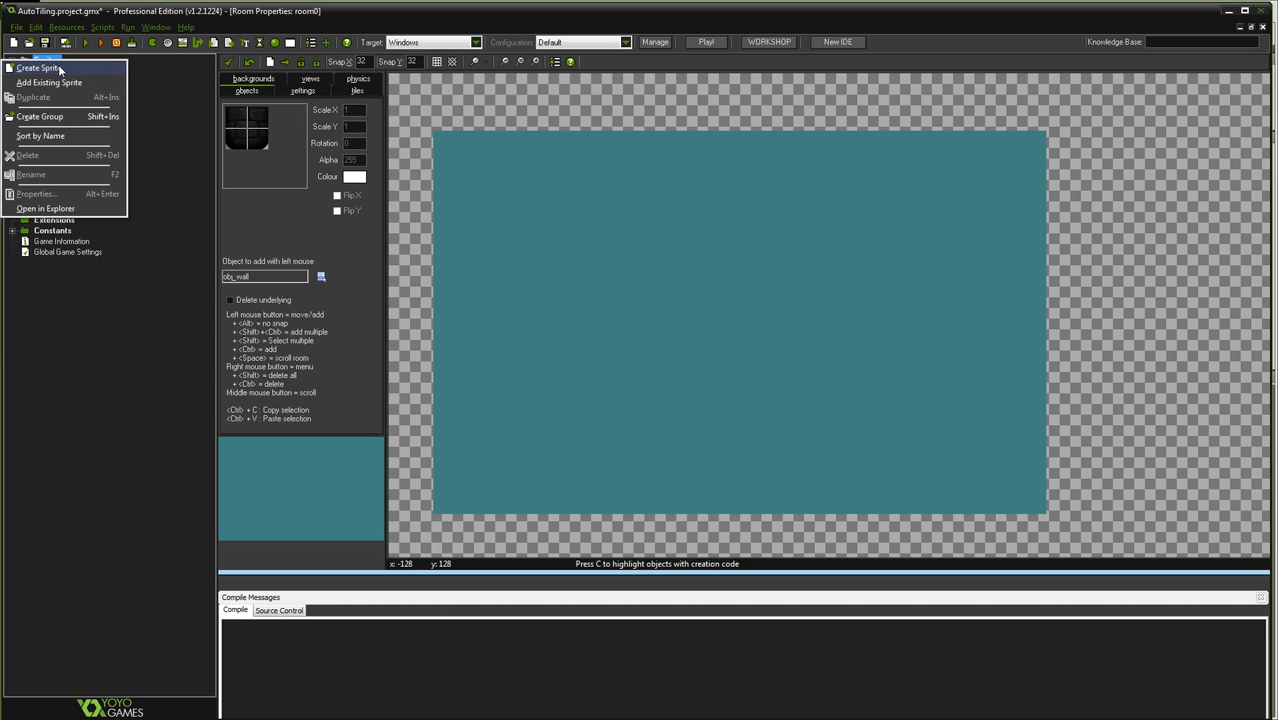 AutoTiling.project.gmx* - Professional Edition (v1.2.1224) - [Room Properties: room0]
File Edit Resources Scripts Run Window Help
Target: Windows Configuration: Default Manage Play! WORKSHOP New IDE Knowledge Base:
Create Sprite
Add Existing Sprite
Duplicate Alt+Ins
Create Group Shift+Ins
Sort by Name
Delete Shift+Del
Rename F2
Properties... Alt+Enter
Open in Explorer
Extensions
Constants
Game Information
Global Game Settings
Snap X: 32 Snap Y: 32
backgrounds views physics
objects settings tiles
Scale X 1
Scale Y 1
Rotation 0
Alpha 255
Colour
Flip X
Flip Y
Object to add with left mouse
obj_wall
Delete underlying
Left mouse button = move/add
+ <Alt> = no snap
+ <Shift>+<Ctrl> = add multiple
+ <Shift> = Select multiple
+ <Ctrl> = add
+ <Space> = scroll room
Right mouse button = menu
+ <Shift> = delete all
+ <Ctrl> = delete
Middle mouse button = scroll
<Ctrl> + C : Copy selection
<Ctrl> + V : Paste selection
x: -128 y: 128 Press C to highlight objects with creation code
Compile Messages
Compile Source Control
YOYO
GAMES